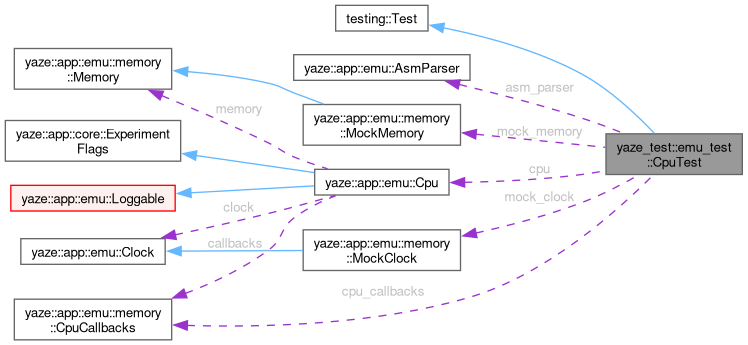 testing::Test
yaze::app::emu::memory
::Memory
yaze::app::emu::AsmParser
asm_parser
memory
yaze::app::emu::memory
::MockMemory
mock_memory
yaze::app::core::Experiment
Flags
yaze_test::emu_test
::CpuTest
cpu
yaze::app::emu::Cpu
yaze::app::emu::Loggable
mock_clock
clock
callbacks
yaze::app::emu::Clock
yaze::app::emu::memory
::MockClock
cpu_callbacks
yaze::app::emu::memory
::CpuCallbacks